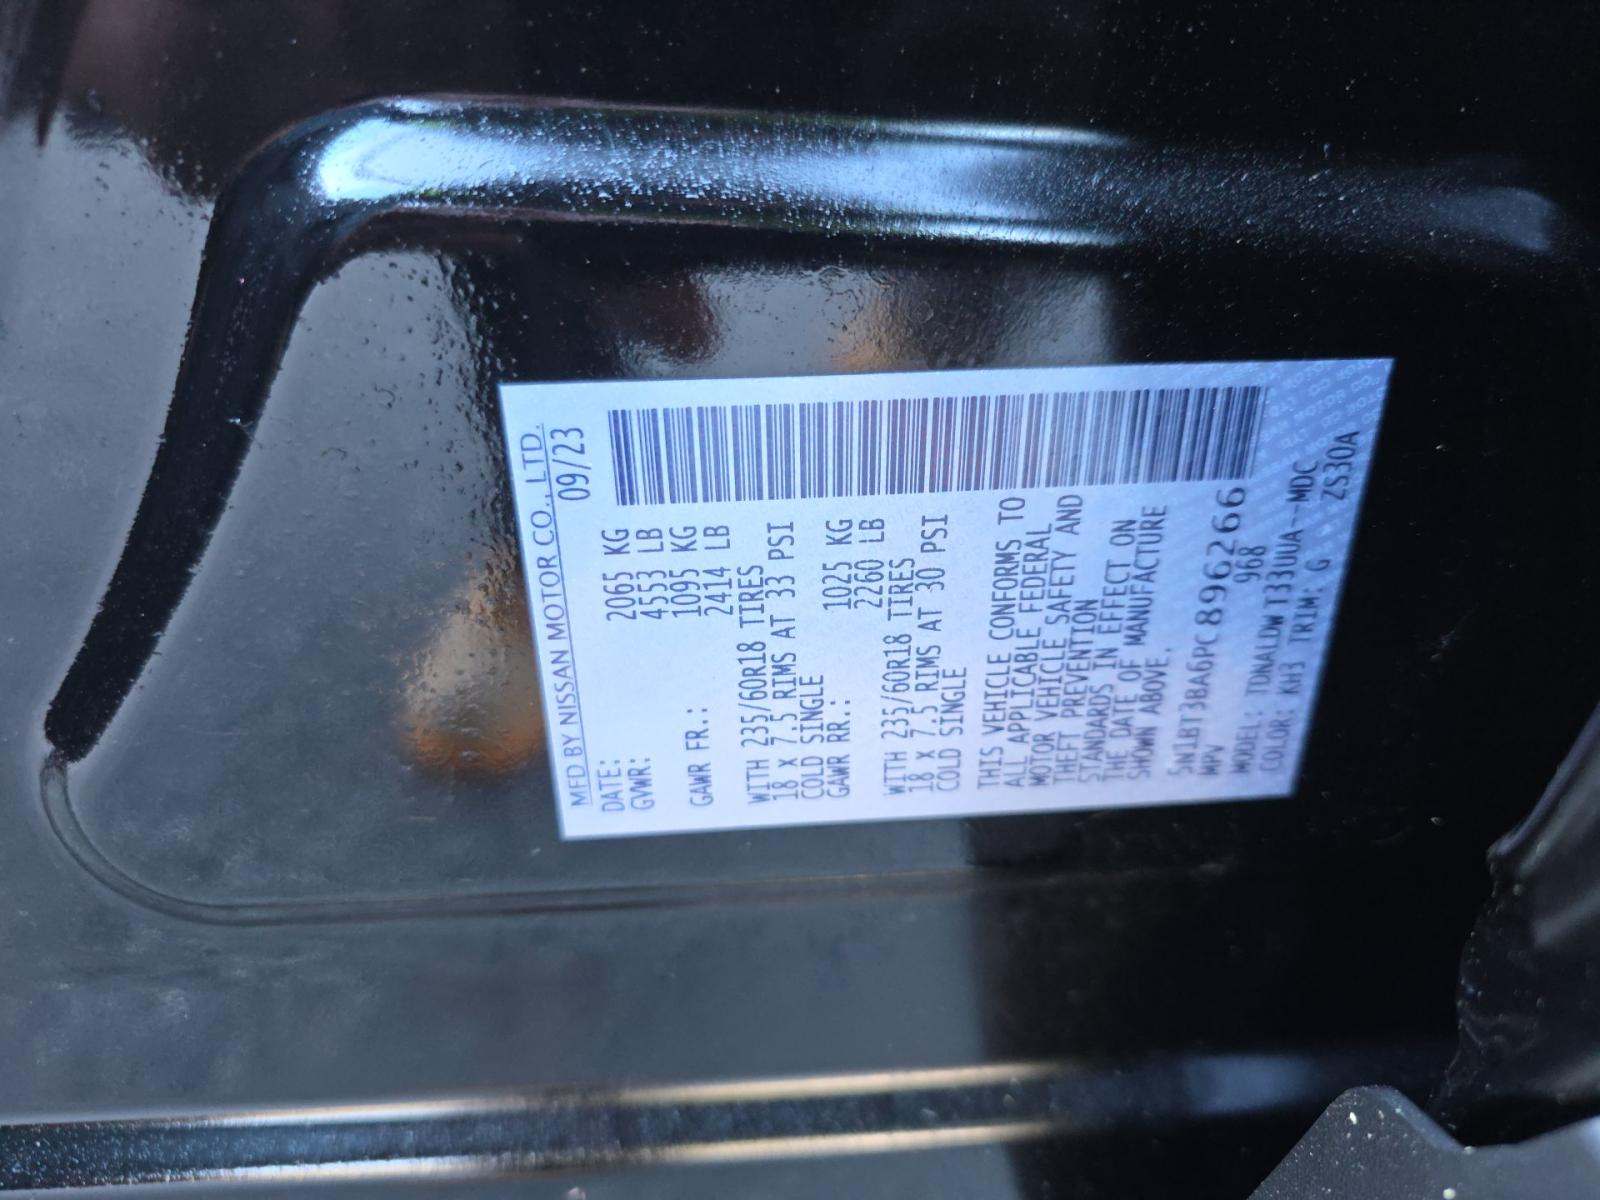 MFD BY NISSAN MOTOR CO., LTD.
DATE: 09/23
GVWR: 2065 KG
4553 LB
GAWR FR.: 1095 KG
2414 LB
WITH 235/60R18 TIRES
18 X 7.5 RIMS AT 33 PSI
COLD SINGLE
GAWR RR.: 1025 KG
2260 LB
WITH 235/60R18 TIRES
18 X 7.5 RIMS AT 30 PSI
COLD SINGLE
THIS VEHICLE CONFORMS TO
ALL APPLICABLE FEDERAL
MOTOR VEHICLE SAFETY AND
THEFT PREVENTION
STANDARDS IN EFFECT ON
THE DATE OF MANUFACTURE
SHOWN ABOVE.
5N1BT3BA6PC896266
MPV 968
MODEL: TDNALDWT33UUA--MDC
COLOR: KH3 TRIM: G ZS30A